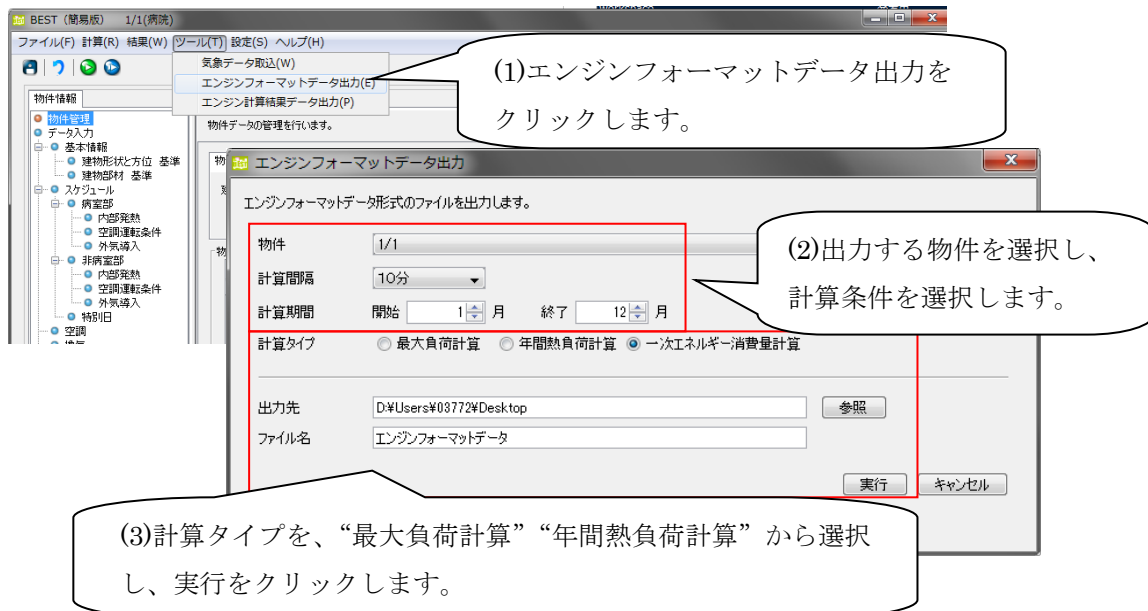 Workspace
BEST（簡易版） 1/1(病院)
ファイル(F) 計算(R) 結果(W) ツール(T) 設定(S) ヘルプ(H)
気象データ取込(W)
エンジンフォーマットデータ出力(E)
エンジン計算結果データ出力(P)
(1)エンジンフォーマットデータ出力を
クリックします。
物件情報
物件管理
データ入力
基本情報
建物形状と方位 基準
建物部材 基準
スケジュール
病室部
内部発熱
空調運転条件
外気導入
非病室部
内部発熱
空調運転条件
外気導入
特別日
空調
物件データの管理を行います。
エンジンフォーマットデータ出力
エンジンフォーマットデータ形式のファイルを出力します。
物件 1/1
計算間隔 10分
計算期間 開始 1 月 終了 12 月
(2)出力する物件を選択し、
計算条件を選択します。
計算タイプ 最大負荷計算 年間熱負荷計算 一次エネルギー消費量計算
出力先 D:¥Users¥03772¥Desktop 参照
ファイル名 エンジンフォーマットデータ
実行 キャンセル
(3)計算タイプを、“最大負荷計算”“年間熱負荷計算”から選択
し、実行をクリックします。